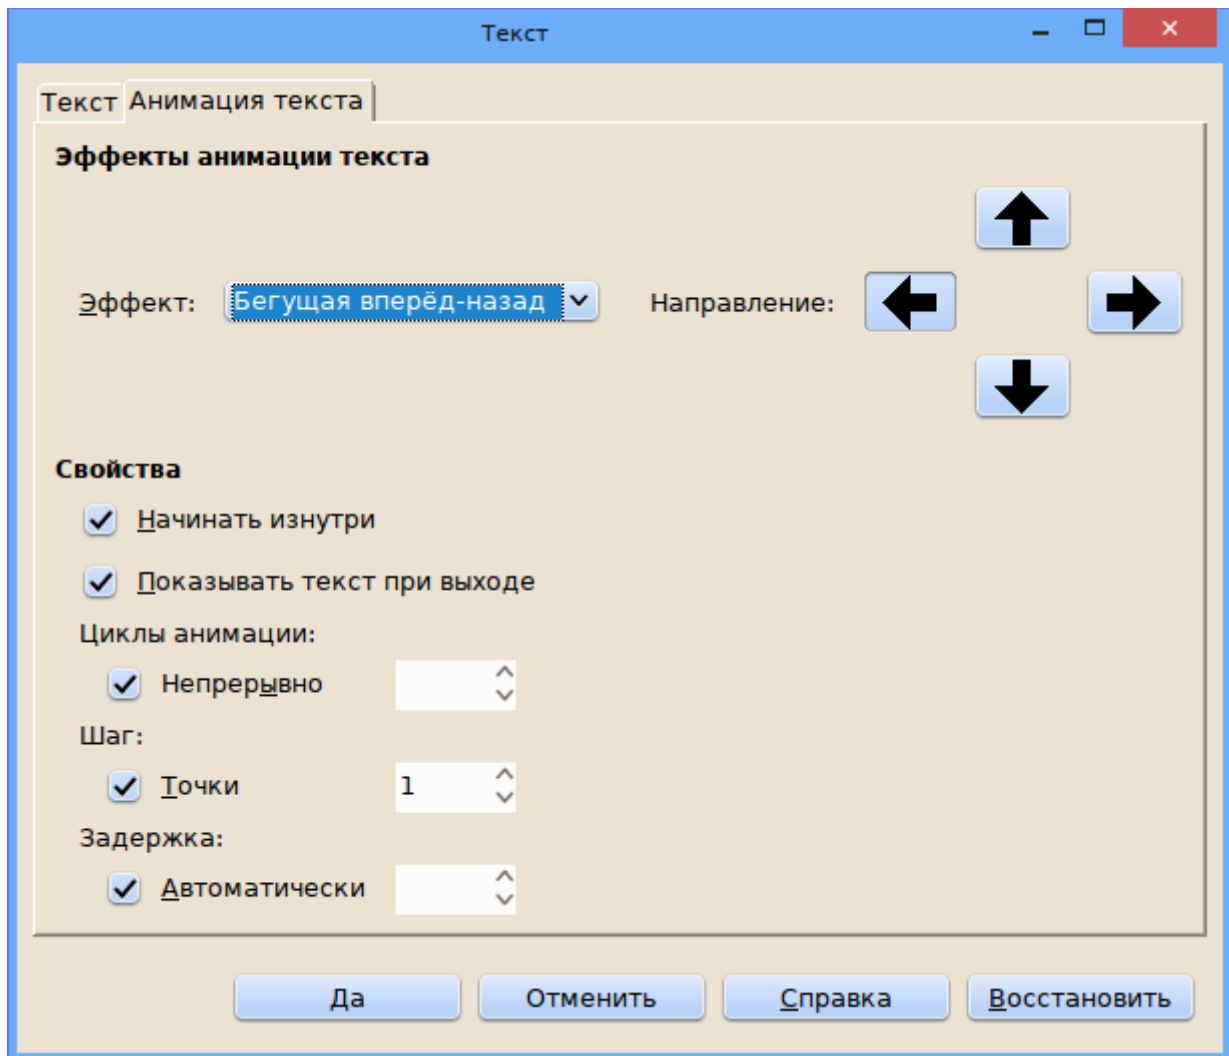 Текст
Текст Анимация текста
Эффекты анимации текста
Эффект: Бегущая вперёд-назад Направление:
Свойства
Начинать изнутри
Показывать текст при выходе
Циклы анимации:
Непрерывно
Шаг:
Точки 1
Задержка:
Автоматически
Да Отменить Справка Восстановить